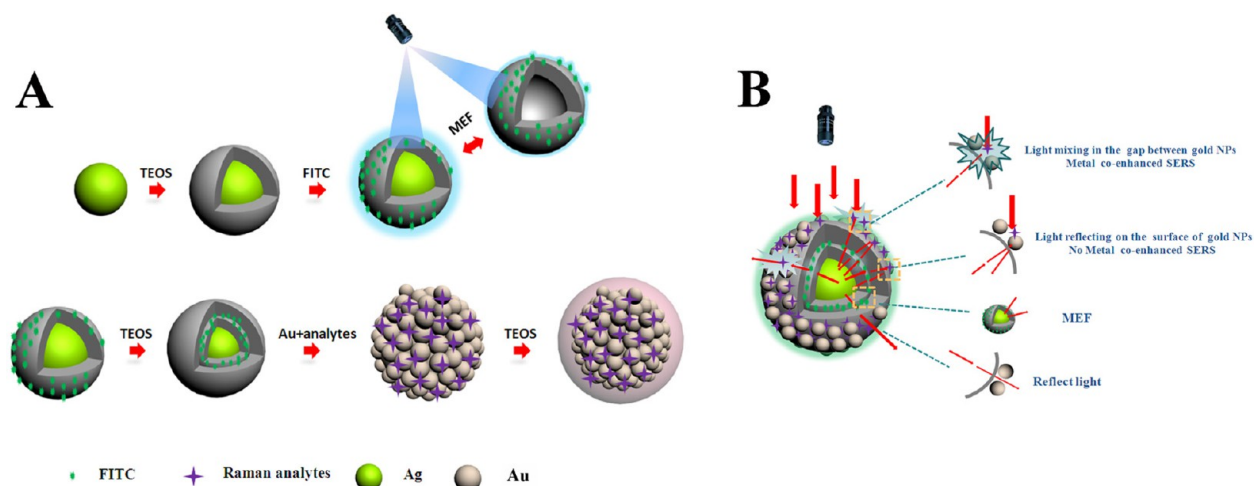 A
TEOS
FITC
MEF
TEOS
Au+analytes
TEOS
FITC
Raman analytes
Ag
Au
B
Light mixing in the gap between gold NPs
Metal co-enhanced SERS
Light reflecting on the surface of gold NPs
No Metal co-enhanced SERS
MEF
Reflect light